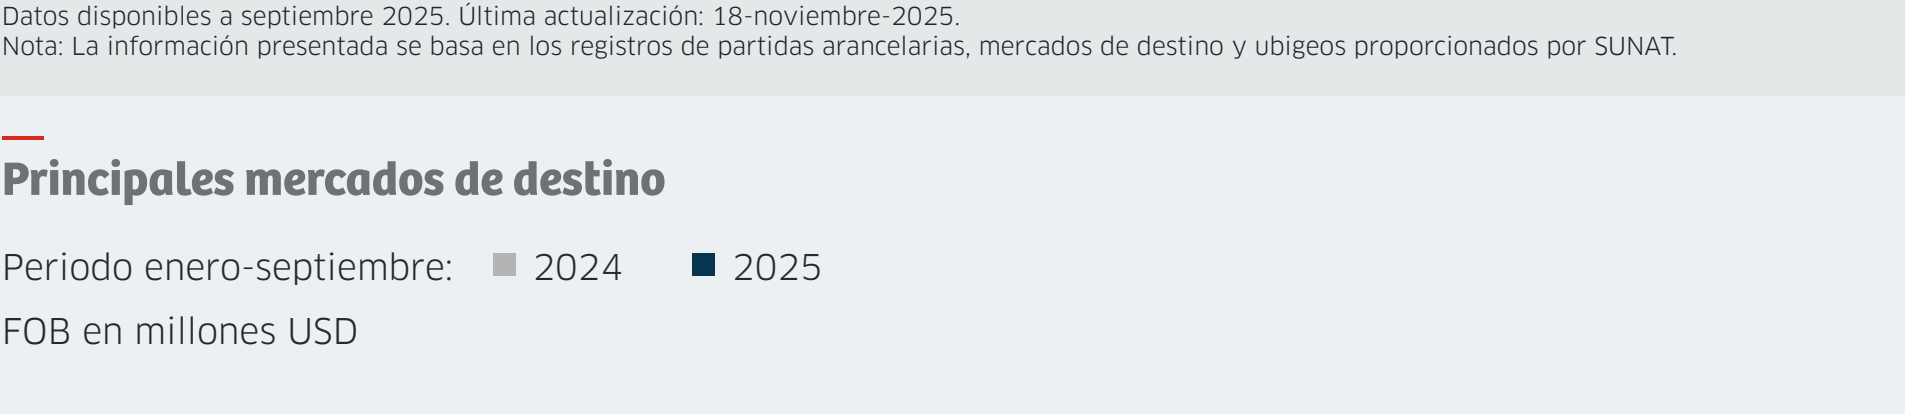 Datos disponibles a septiembre 2025. Última actualización: 18-noviembre-2025.
Nota: La información presentada se basa en los registros de partidas arancelarias, mercados de destino y ubigeos proporcionados por SUNAT.
Principales mercados de destino
Periodo enero-septiembre: 2024 2025
FOB en millones USD